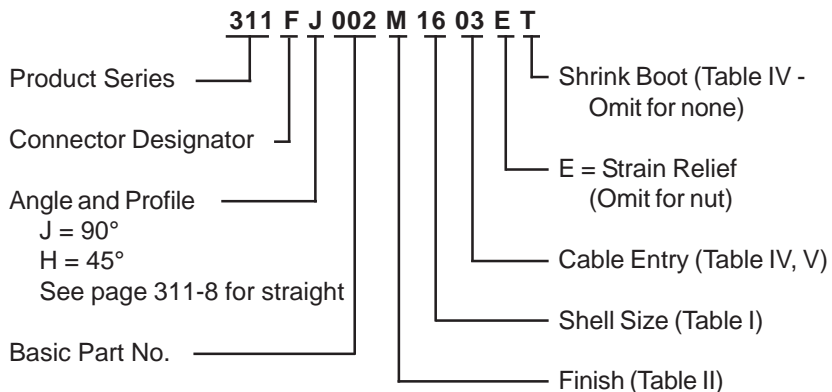 311 F J 002 M 16 03 E T
Product Series
Connector Designator
Angle and Profile
J = 90°
H = 45°
See page 311-8 for straight
Basic Part No.
Shrink Boot (Table IV -
Omit for none)
E = Strain Relief
(Omit for nut)
Cable Entry (Table IV, V)
Shell Size (Table I)
Finish (Table II)